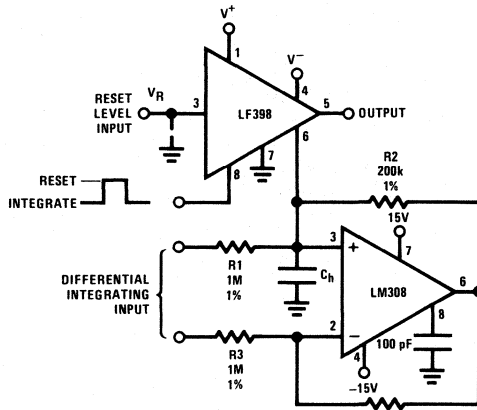 V+
V−
1
4
VR
RESET
LEVEL
INPUT
3
LF398
5
OUTPUT
6
7
8
RESET
INTEGRATE
R2
200k
1%
15V
DIFFERENTIAL
INTEGRATING
INPUT
R1
1M
1%
Ch
3
+
7
LM308
6
8
2
−
100 pF
4
−15V
R3
1M
1%